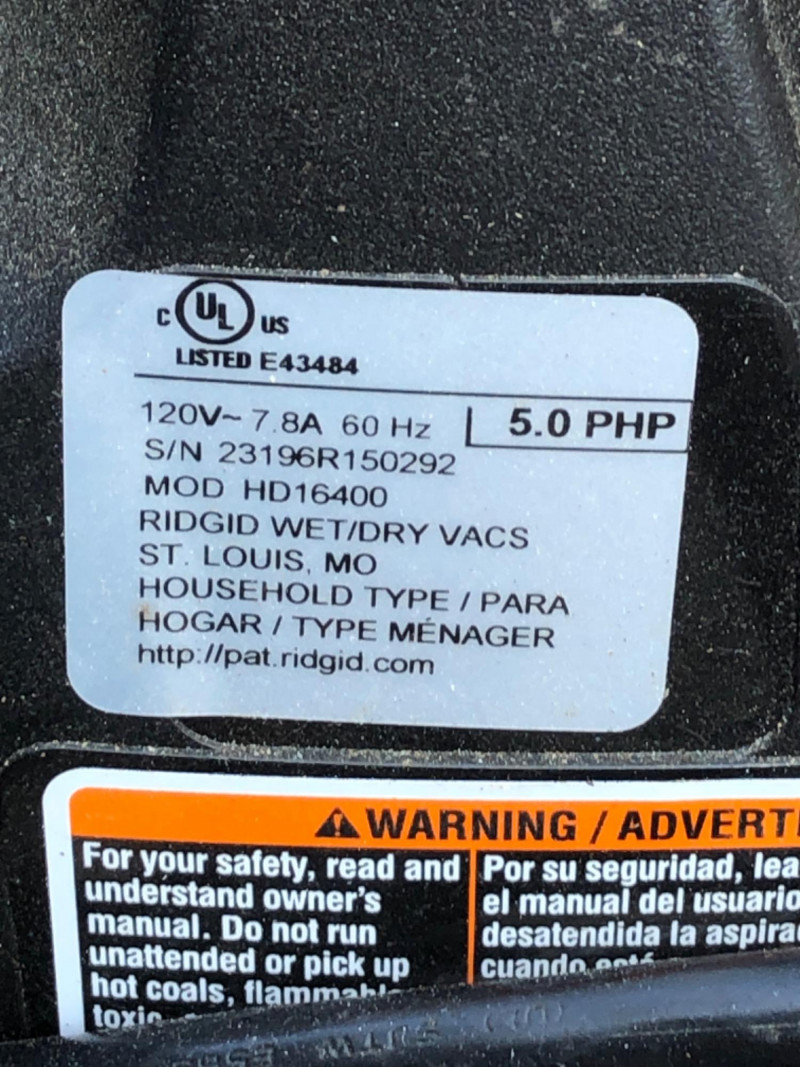 C UL US
LISTED E43484
120V~ 7.8A 60 Hz 5.0 PHP
S/N 23196R150292
MOD HD16400
RIDGID WET/DRY VACS
ST. LOUIS, MO
HOUSEHOLD TYPE / PARA
HOGAR / TYPE MÉNAGER
http://pat.ridgid.com
WARNING / ADVERT
For your safety, read and
understand owner's
manual. Do not run
unattended or pick up
hot coals,
Por su seguridad, lea
el manual del usuario
desatendida la aspira
cuando